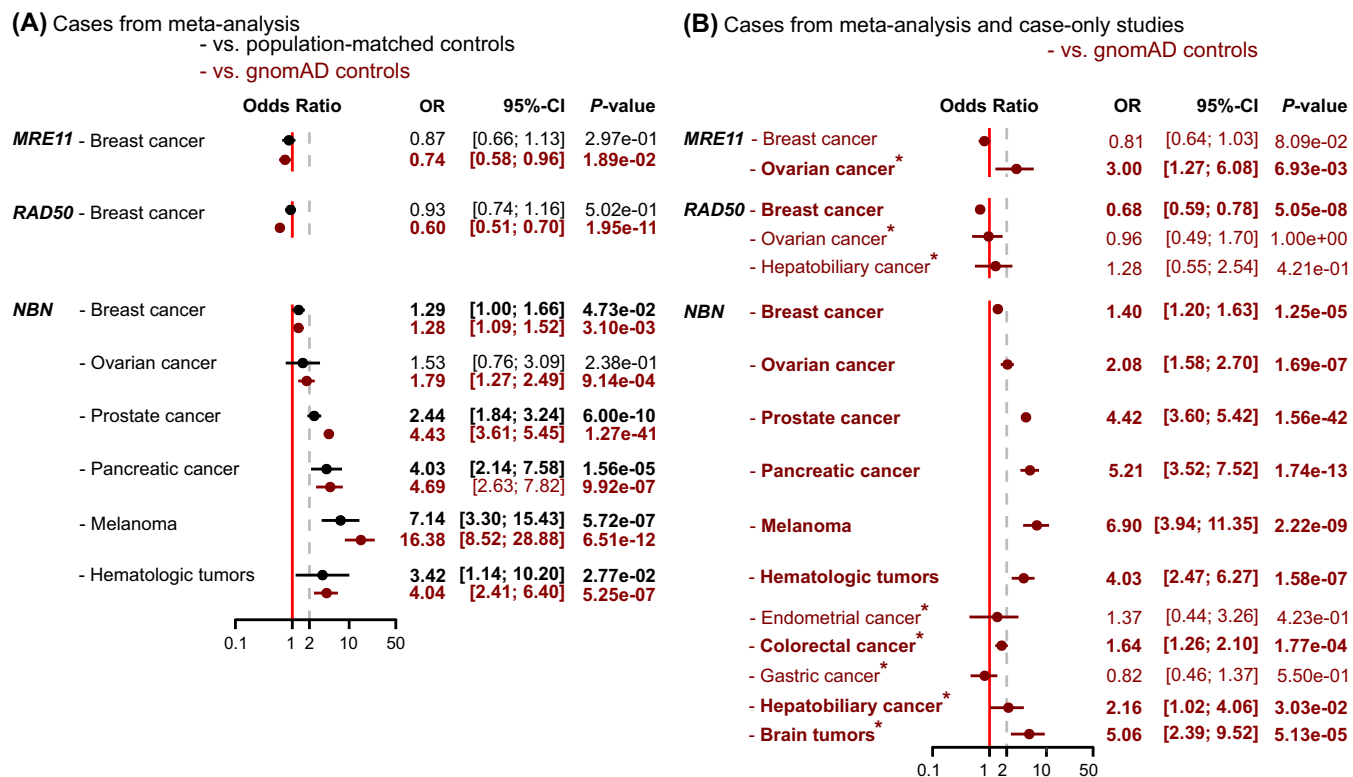 (A) Cases from meta-analysis
- vs. population-matched controls
- vs. gnomAD controls
Odds Ratio OR 95%-CI P-value
MRE11 - Breast cancer 0.87 [0.66; 1.13] 2.97e-01
0.74 [0.58; 0.96] 1.89e-02
RAD50 - Breast cancer 0.93 [0.74; 1.16] 5.02e-01
0.60 [0.51; 0.70] 1.95e-11
NBN - Breast cancer 1.29 [1.00; 1.66] 4.73e-02
1.28 [1.09; 1.52] 3.10e-03
- Ovarian cancer 1.53 [0.76; 3.09] 2.38e-01
1.79 [1.27; 2.49] 9.14e-04
- Prostate cancer 2.44 [1.84; 3.24] 6.00e-10
4.43 [3.61; 5.45] 1.27e-41
- Pancreatic cancer 4.03 [2.14; 7.58] 1.56e-05
4.69 [2.63; 7.82] 9.92e-07
- Melanoma 7.14 [3.30; 15.43] 5.72e-07
16.38 [8.52; 28.88] 6.51e-12
- Hematologic tumors 3.42 [1.14; 10.20] 2.77e-02
4.04 [2.41; 6.40] 5.25e-07
0.1 1 2 10 50
(B) Cases from meta-analysis and case-only studies
- vs. gnomAD controls
Odds Ratio OR 95%-CI P-value
MRE11 - Breast cancer 0.81 [0.64; 1.03] 8.09e-02
- Ovarian cancer* 3.00 [1.27; 6.08] 6.93e-03
RAD50 - Breast cancer 0.68 [0.59; 0.78] 5.05e-08
- Ovarian cancer* 0.96 [0.49; 1.70] 1.00e+00
- Hepatobiliary cancer* 1.28 [0.55; 2.54] 4.21e-01
NBN - Breast cancer 1.40 [1.20; 1.63] 1.25e-05
- Ovarian cancer 2.08 [1.58; 2.70] 1.69e-07
- Prostate cancer 4.42 [3.60; 5.42] 1.56e-42
- Pancreatic cancer 5.21 [3.52; 7.52] 1.74e-13
- Melanoma 6.90 [3.94; 11.35] 2.22e-09
- Hematologic tumors 4.03 [2.47; 6.27] 1.58e-07
- Endometrial cancer* 1.37 [0.44; 3.26] 4.23e-01
- Colorectal cancer* 1.64 [1.26; 2.10] 1.77e-04
- Gastric cancer* 0.82 [0.46; 1.37] 5.50e-01
- Hepatobiliary cancer* 2.16 [1.02; 4.06] 3.03e-02
- Brain tumors* 5.06 [2.39; 9.52] 5.13e-05
0.1 1 2 10 50